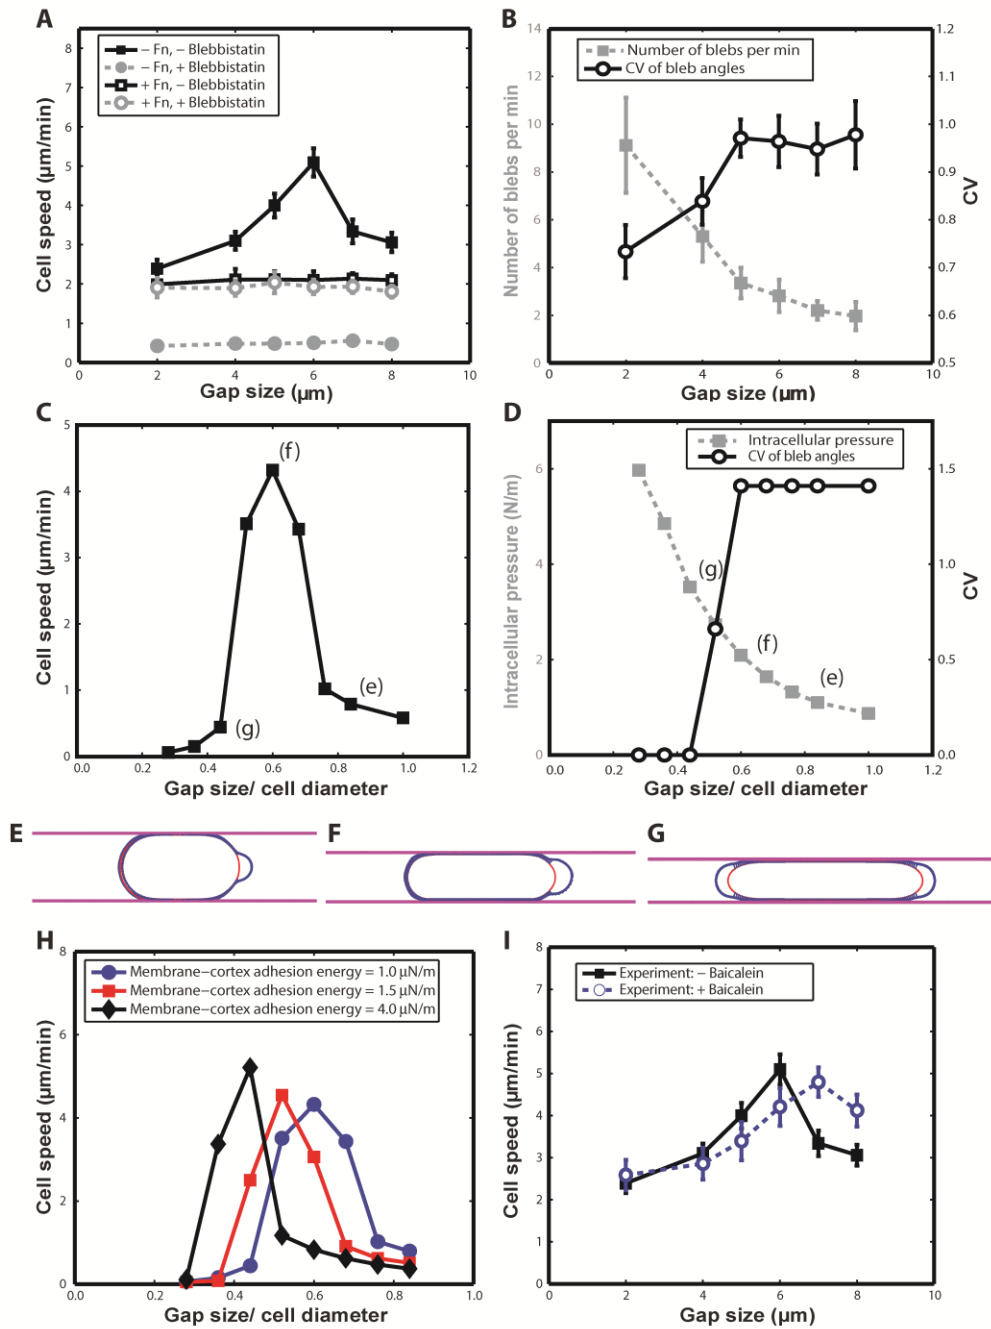 A
8
7
6
5
4
3
2
1
0
Cell speed (µm/min)
– Fn, – Blebbistatin
– Fn, + Blebbistatin
+ Fn, – Blebbistatin
+ Fn, + Blebbistatin
0 2 4 6 8 10
Gap size (µm)
B
14
12
10
8
6
4
2
0
Number of blebs per min
Number of blebs per min
CV of bleb angles
1.2
1.1
1.0
0.9
0.8
0.7
0.6
0.5
CV
0 2 4 6 8 10
Gap size (µm)
C
5
4
3
2
1
0
Cell speed (µm/min)
(f)
(e)
(g)
0.0 0.2 0.4 0.6 0.8 1.0 1.2
Gap size/ cell diameter
D
6
4
2
0
Intracellular pressure (N/m)
Intracellular pressure
CV of bleb angles
(g)
(f)
(e)
1.5
1.0
0.5
0.0
CV
0.0 0.2 0.4 0.6 0.8 1.0 1.2
Gap size/ cell diameter
E
F
G
H
8
6
4
2
0
Cell speed (µm/min)
Membrane–cortex adhesion energy = 1.0 µN/m
Membrane–cortex adhesion energy = 1.5 µN/m
Membrane–cortex adhesion energy = 4.0 µN/m
0.0 0.2 0.4 0.6 0.8 1.0
Gap size/ cell diameter
I
8
7
6
5
4
3
2
1
0
Cell speed (µm/min)
Experiment: – Baicalein
Experiment: + Baicalein
0 2 4 6 8 10
Gap size (µm)